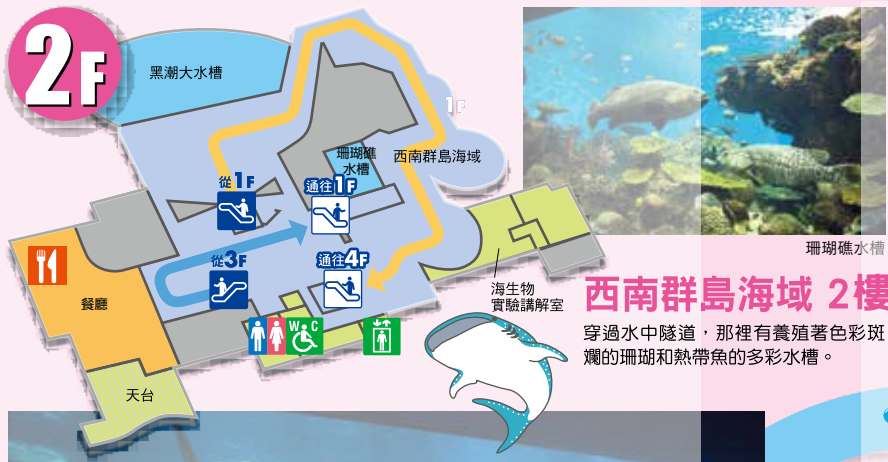 2F
黑潮大水槽
1F
珊瑚礁
水槽
西南群島海域
從1F
通往1F
從3F
通往4F
餐廳
海生物
實驗講解室
WC
天台
珊瑚礁水槽
西南群島海域 2樓
穿過水中隧道，那裡有養殖著色彩斑
斕的珊瑚和熱帶魚的多彩水槽。